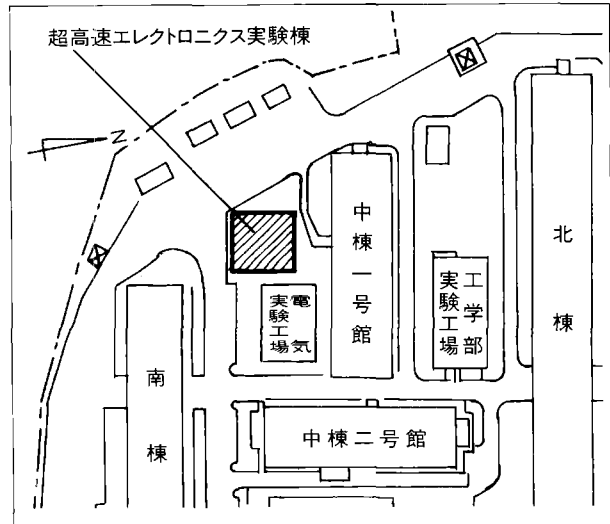 超高速エレクトロニクス実験棟
N
中棟一号館
北棟
工学部
実験工場
電気
実験工場
南棟
中棟二号館